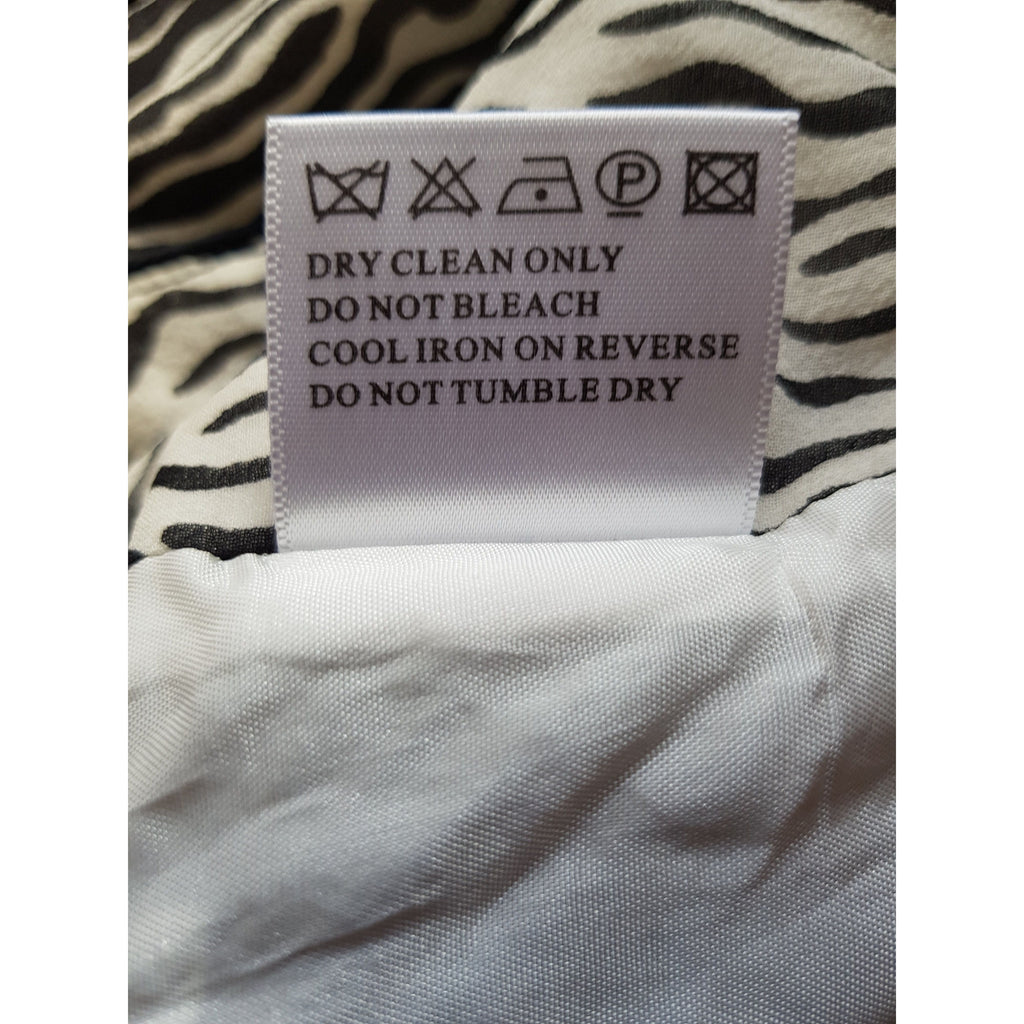 P
DRY CLEAN ONLY
DO NOT BLEACH
COOL IRON ON REVERSE
DO NOT TUMBLE DRY